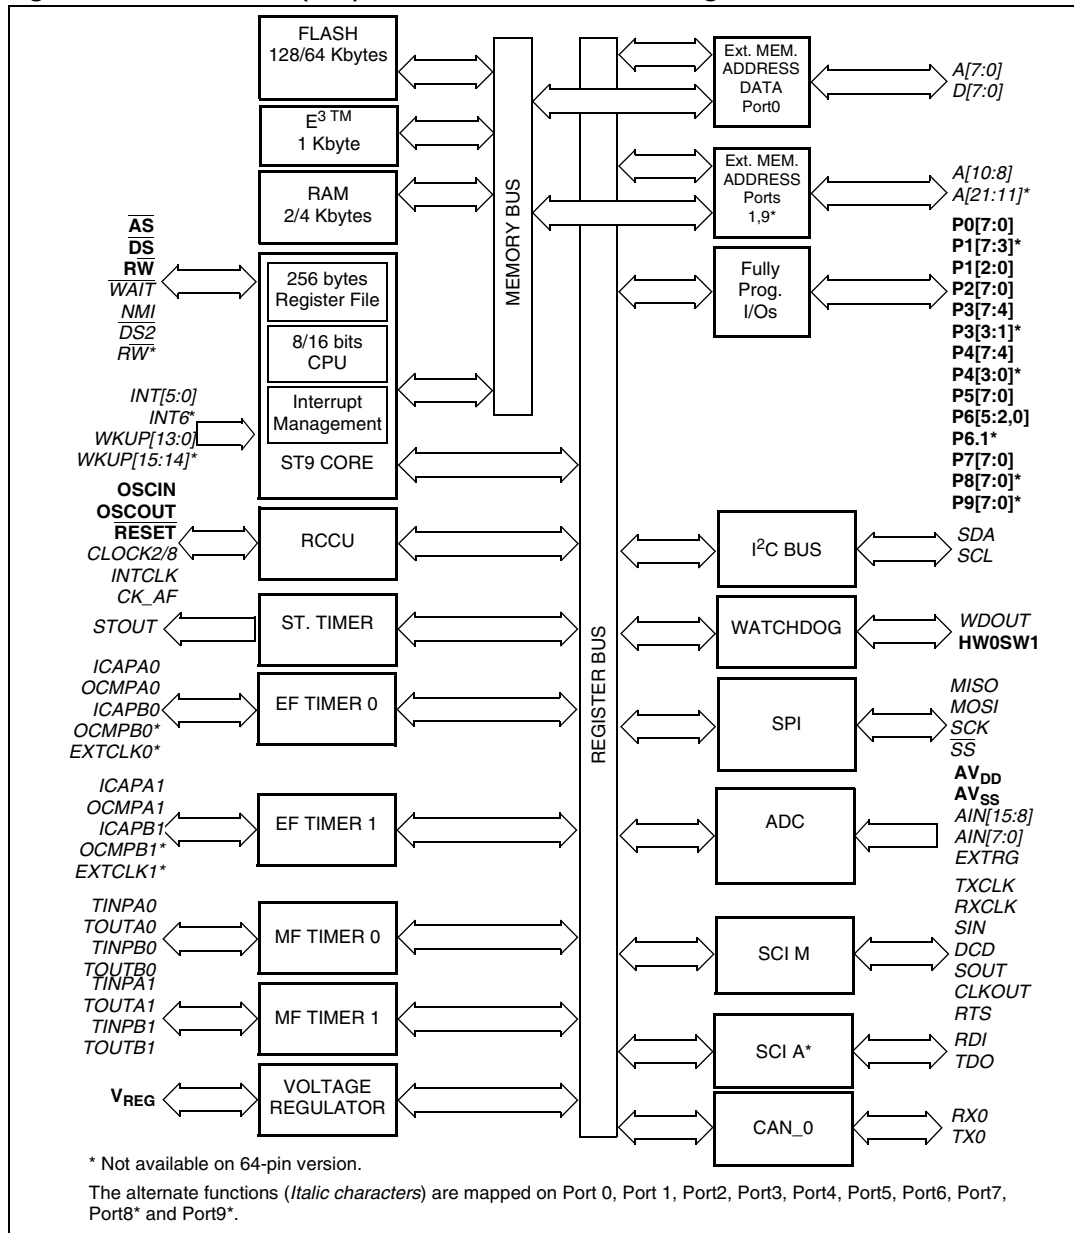 FLASH
128/64 Kbytes
E3 TM
1 Kbyte
RAM
2/4 Kbytes
AS
DS
RW
WAIT
NMI
DS2
RW*
256 bytes
Register File
8/16 bits
CPU
Interrupt
Management
ST9 CORE
INT[5:0]
INT6*
WKUP[13:0]
WKUP[15:14]*
OSCIN
OSCOUT
RESET
CLOCK2/8
INTCLK
CK_AF
RCCU
STOUT
ST. TIMER
ICAPA0
OCMPA0
ICAPB0
OCMPB0*
EXTCLK0*
EF TIMER 0
ICAPA1
OCMPA1
ICAPB1
OCMPB1*
EXTCLK1*
EF TIMER 1
TINPA0
TOUTA0
TINPB0
TOUTB0
MF TIMER 0
TINPA1
TOUTA1
TINPB1
TOUTB1
MF TIMER 1
VREG
VOLTAGE
REGULATOR
MEMORY BUS
REGISTER BUS
Ext. MEM.
ADDRESS
DATA
Port0
A[7:0]
D[7:0]
Ext. MEM.
ADDRESS
Ports
1,9*
A[10:8]
A[21:11]*
Fully
Prog.
I/Os
P0[7:0]
P1[7:3]*
P1[2:0]
P2[7:0]
P3[7:4]
P3[3:1]*
P4[7:4]
P4[3:0]*
P5[7:0]
P6[5:2,0]
P6.1*
P7[7:0]
P8[7:0]*
P9[7:0]*
I2C BUS
SDA
SCL
WATCHDOG
WDOUT
HW0SW1
SPI
MISO
MOSI
SCK
SS
ADC
AVDD
AVSS
AIN[15:8]
AIN[7:0]
EXTRG
SCI M
TXCLK
RXCLK
SIN
DCD
SOUT
CLKOUT
RTS
SCI A*
RDI
TDO
CAN_0
RX0
TX0
* Not available on 64-pin version.
The alternate functions (Italic characters) are mapped on Port 0, Port 1, Port2, Port3, Port4, Port5, Port6, Port7,
Port8* and Port9*.